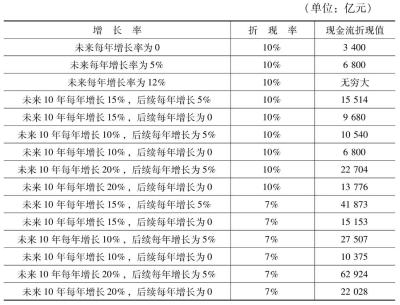 （单位；亿元）
增 长 率 折 现 率 现金流折现值
未来每年增长率为0 10% 3 400
未来每年增长率为5% 10% 6 800
未来每年增长率为12% 10% 无穷大
未来10年每年增长15%，后续每年增长5% 10% 15 514
未来10年每年增长15%，后续每年增长为0 10% 9 680
未来10年每年增长10%，后续每年增长为5% 10% 10 540
未来10年每年增长10%，后续每年增长为0 10% 6 800
未来10年每年增长20%，后续每年增长为5% 10% 22 704
未来10年每年增长20%，后续每年增长为0 10% 13 776
未来10年每年增长15%，后续每年增长为5% 7% 41 873
未来10年每年增长15%，后续每年增长为0 7% 15 153
未来10年每年增长10%，后续每年增长为5% 7% 27 507
未来10年每年增长10%，后续每年增长为0 7% 10 375
未来10年每年增长20%，后续每年增长为5% 7% 62 924
未来10年每年增长20%，后续每年增长为0 7% 22 028